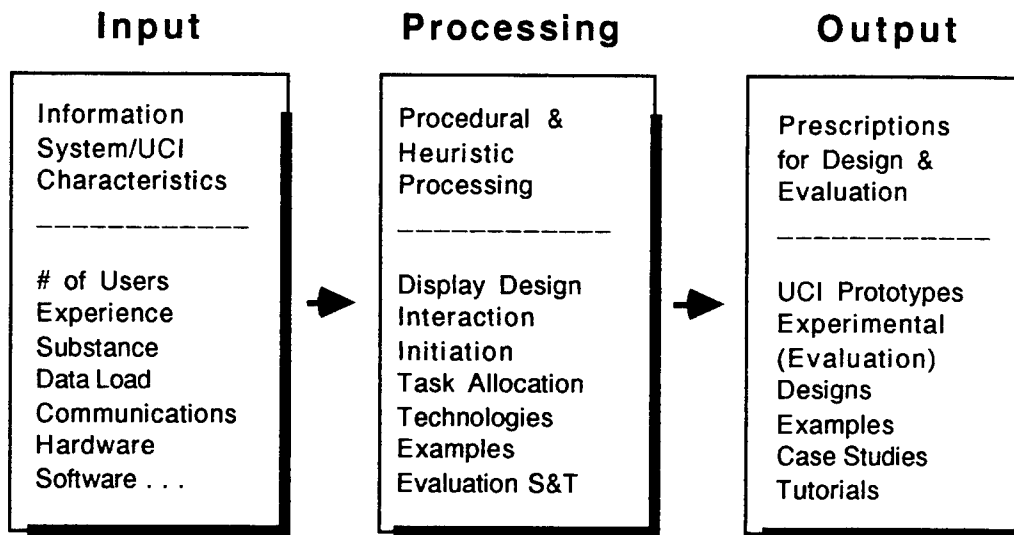 Input
Information
System/UCI
Characteristics
# of Users
Experience
Substance
Data Load
Communications
Hardware
Software . . .
Processing
Procedural &
Heuristic
Processing
Display Design
Interaction
Initiation
Task Allocation
Technologies
Examples
Evaluation S&T
Output
Prescriptions
for Design &
Evaluation
UCI Prototypes
Experimental
(Evaluation)
Designs
Examples
Case Studies
Tutorials